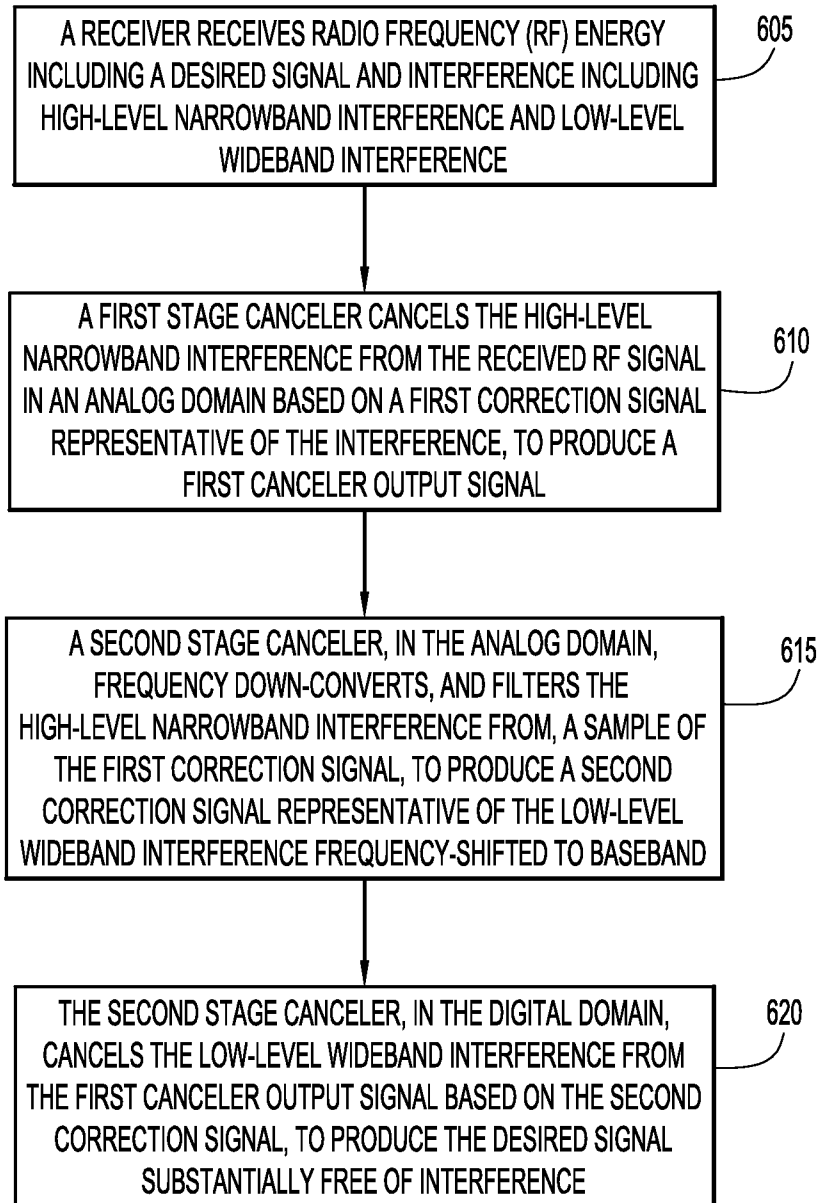 A RECEIVER RECEIVES RADIO FREQUENCY (RF) ENERGY
INCLUDING A DESIRED SIGNAL AND INTERFERENCE INCLUDING
HIGH-LEVEL NARROWBAND INTERFERENCE AND LOW-LEVEL
WIDEBAND INTERFERENCE
605
A FIRST STAGE CANCELER CANCELS THE HIGH-LEVEL
NARROWBAND INTERFERENCE FROM THE RECEIVED RF SIGNAL
IN AN ANALOG DOMAIN BASED ON A FIRST CORRECTION SIGNAL
REPRESENTATIVE OF THE INTERFERENCE, TO PRODUCE A
FIRST CANCELER OUTPUT SIGNAL
610
A SECOND STAGE CANCELER, IN THE ANALOG DOMAIN,
FREQUENCY DOWN-CONVERTS, AND FILTERS THE
HIGH-LEVEL NARROWBAND INTERFERENCE FROM, A SAMPLE OF
THE FIRST CORRECTION SIGNAL, TO PRODUCE A SECOND
CORRECTION SIGNAL REPRESENTATIVE OF THE LOW-LEVEL
WIDEBAND INTERFERENCE FREQUENCY-SHIFTED TO BASEBAND
615
THE SECOND STAGE CANCELER, IN THE DIGITAL DOMAIN,
CANCELS THE LOW-LEVEL WIDEBAND INTERFERENCE FROM
THE FIRST CANCELER OUTPUT SIGNAL BASED ON THE SECOND
CORRECTION SIGNAL, TO PRODUCE THE DESIRED SIGNAL
SUBSTANTIALLY FREE OF INTERFERENCE
620